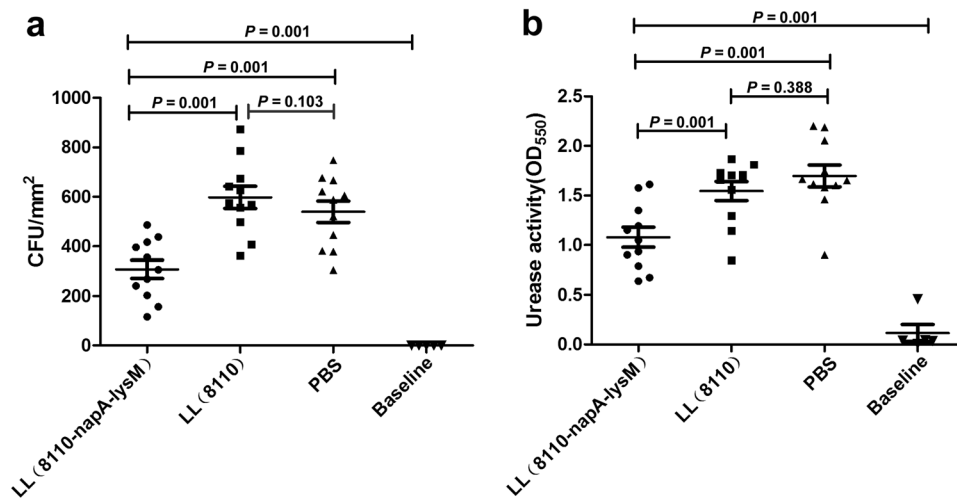 a
P = 0.001
P = 0.001
P = 0.001
P = 0.103
1000
800
600
400
200
0
CFU/mm²
LL（8110-napA-lysM）
LL（8110）
PBS
Baseline
b
P = 0.001
P = 0.001
P = 0.388
P = 0.001
2.5
2.0
1.5
1.0
0.5
0.0
Urease activity(OD₅₅₀)
LL（8110-napA-lysM）
LL（8110）
PBS
Baseline